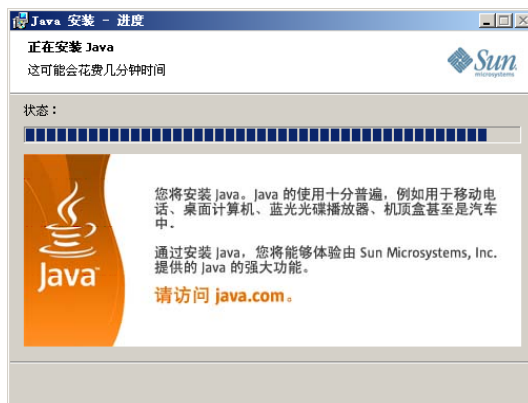 Java 安装 - 进度
正在安装 Java
这可能会花费几分钟时间
Sun
microsystems
状态：
您将安装 Java。Java 的使用十分普遍，例如用于移动电
话、桌面计算机、蓝光光碟播放器、机顶盒甚至是汽车
中.
通过安装 Java，您将能够体验由 Sun Microsystems, Inc.
提供的 Java 的强大功能。
请访问 java.com。
Java